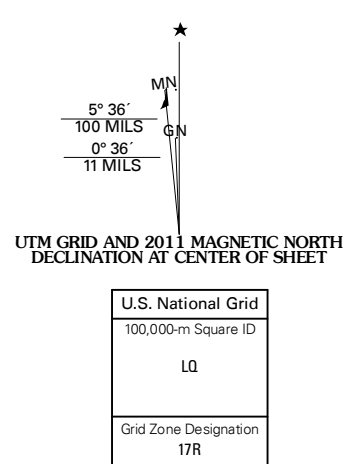 ★
MN
5° 36´
100 MILS
GN
0° 36´
11 MILS
UTM GRID AND 2011 MAGNETIC NORTH
DECLINATION AT CENTER OF SHEET
U.S. National Grid
100,000-m Square ID
LQ
Grid Zone Designation
17R